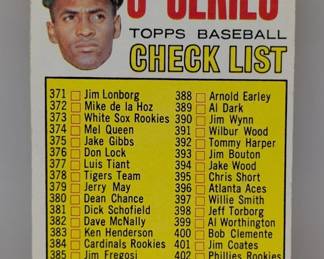 SERIES
TOPPS BASEBALL
CHECK LIST
371 Jim Lonborg
372 Mike de la Hoz
373 White Sox Rookies
374 Mel Queen
375 Jake Gibbs
376 Don Lock
377 Luis Tiant
378 Tigers Team
379 Jerry May
380 Dean Chance
381 Dick Schofield
382 Dave McNally
383 Ken Henderson
384 Cardinals Rookies
385 Jim Fregosi
388 Arnold Earley
389 Al Dark
390 Jim Wynn
391 Wilbur Wood
392 Tommy Harper
393 Jim Bouton
394 Jake Wood
395 Chris Short
396 Atlanta Aces
397 Willie Smith
398 Jeff Torborg
399 Al Worthington
400 Bob Clemente
401 Jim Coates
402 Phillies Rookies